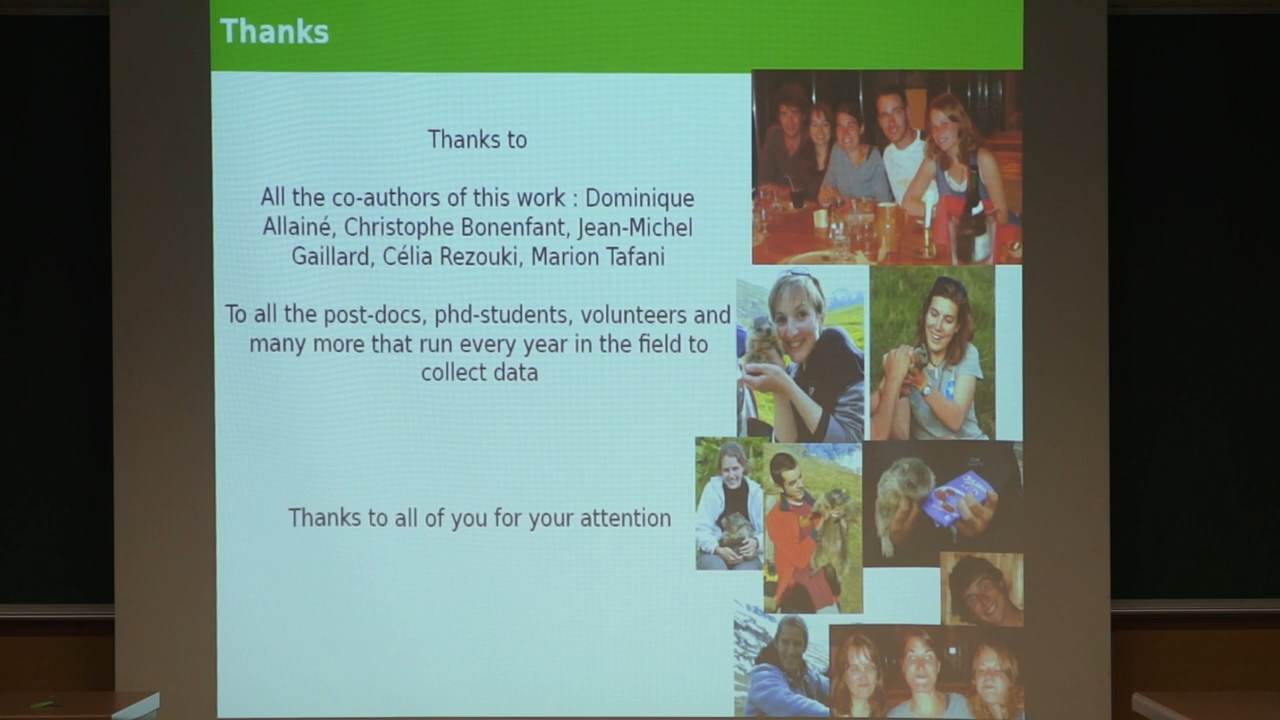 Thanks
Thanks to
All the co-authors of this work : Dominique
Allainé, Christophe Bonenfant, Jean-Michel
Gaillard, Célia Rezouki, Marion Tafani
To all the post-docs, phd-students, volunteers and
many more that run every year in the field to
collect data
Thanks to all of you for your attention